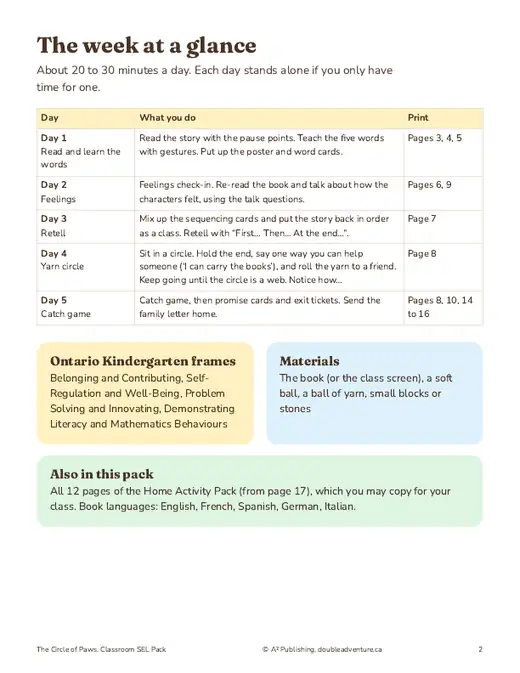 The week at a glance
About 20 to 30 minutes a day. Each day stands alone if you only have
time for one.
Day What you do Print
Day 1
Read and learn the
words
Read the story with the pause points. Teach the five words
with gestures. Put up the poster and word cards.
Pages 3, 4, 5
Day 2
Feelings
Feelings check-in. Re-read the book and talk about how the
characters felt, using the talk questions.
Pages 6, 9
Day 3
Retell
Mix up the sequencing cards and put the story back in order
as a class. Retell with “First... Then... At the end...”.
Page 7
Day 4
Yarn circle
Sit in a circle. Hold the end, say one way you can help
someone (‘I can carry the books’), and roll the yarn to a friend.
Keep going until the circle is a web. Notice how...
Page 8
Day 5
Catch game
Catch game, then promise cards and exit tickets. Send the
family letter home.
Pages 8, 10, 14
to 16
Ontario Kindergarten frames
Belonging and Contributing, Self-
Regulation and Well-Being, Problem
Solving and Innovating, Demonstrating
Literacy and Mathematics Behaviours
Materials
The book (or the class screen), a soft
ball, a ball of yarn, small blocks or
stones
Also in this pack
All 12 pages of the Home Activity Pack (from page 17), which you may copy for your
class. Book languages: English, French, Spanish, German, Italian.
The Circle of Paws. Classroom SEL Pack © A² Publishing, doubleadventure.ca 2